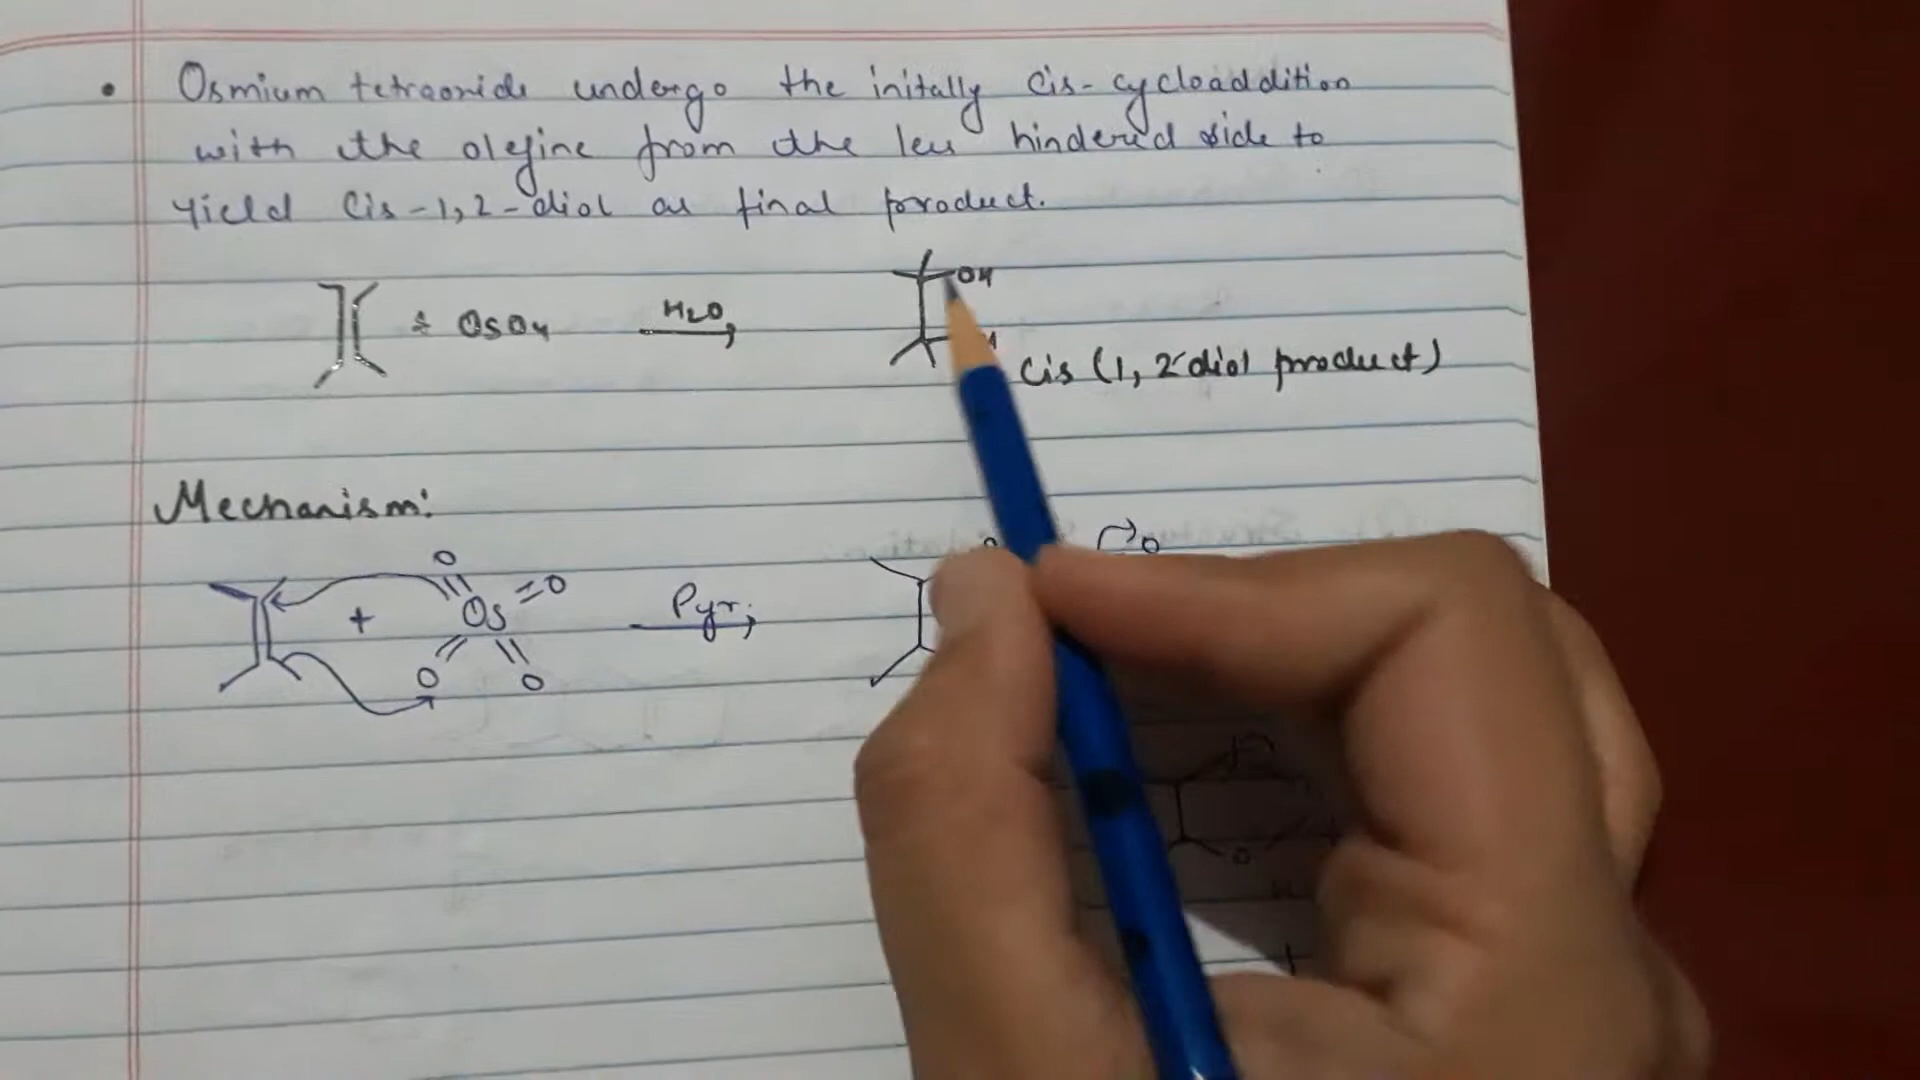 Osmium tetraoxide undergo the initally Cis-cycloaddition
with the olefine from the less hindered side to
yield Cis-1,2-diol as final product.
+ OsO4 H2O OH
Cis (1, 2 diol product)
Mechanism:
O
Os =O + Pyr. O
O O
O